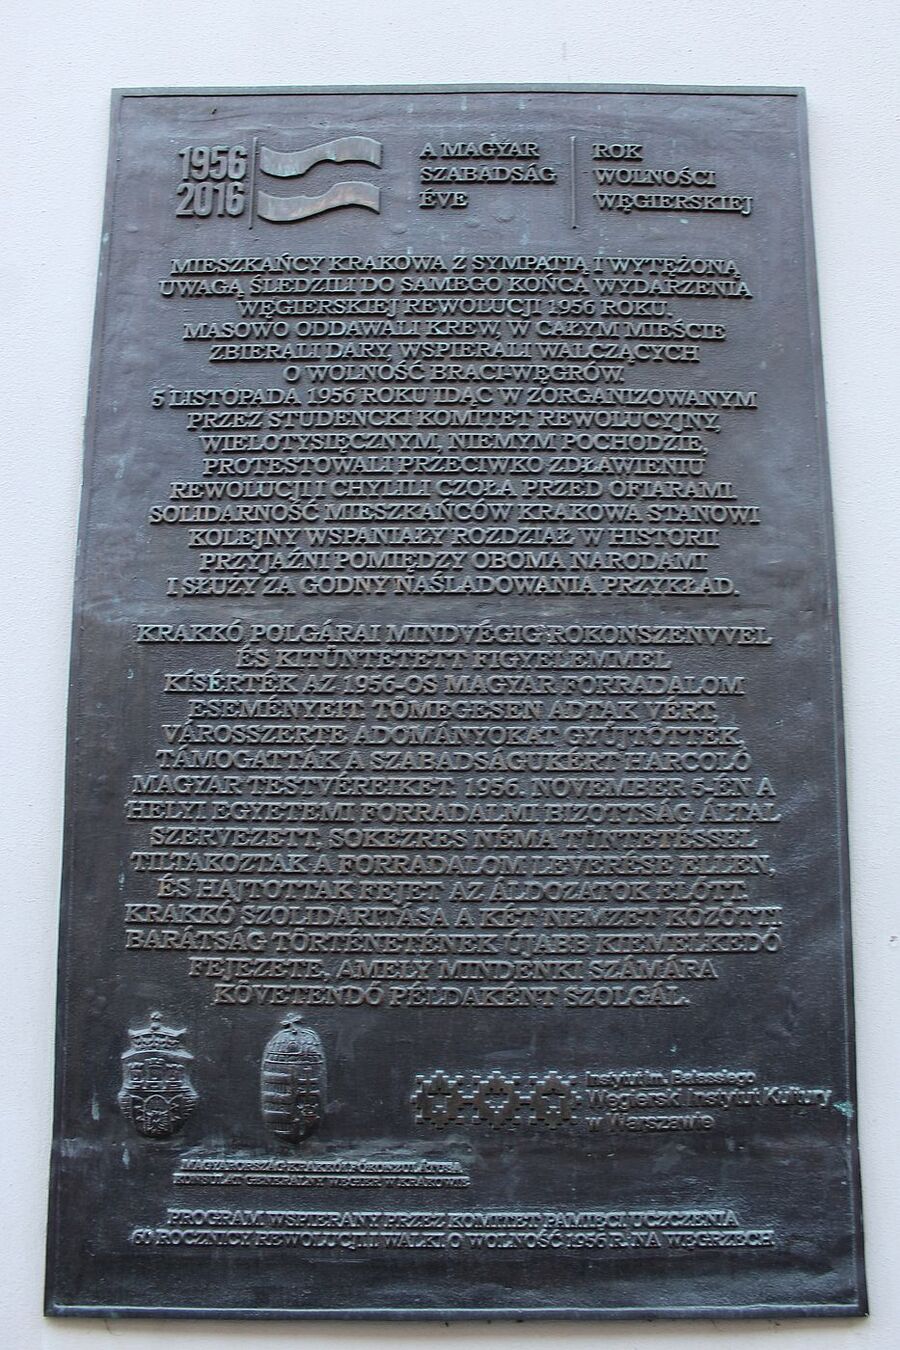 1956
2016
A MAGYAR
SZABADSÁG
ÉVE
ROK
WOLNOŚCI
WĘGIERSKIEJ
MIESZKAŃCY KRAKOWA Z SYMPATIĄ I WYTĘŻONĄ
UWAGĄ ŚLEDZILI DO SAMEGO KOŃCA WYDARZENIA
WĘGIERSKIEJ REWOLUCJI 1956 ROKU.
MASOWO ODDAWALI KREW, W CAŁYM MIEŚCIE
ZBIERALI DARY, WSPIERALI WALCZĄCYCH
O WOLNOŚĆ BRACI-WĘGRÓW.
5 LISTOPADA 1956 ROKU IDĄC W ZORGANIZOWANYM
PRZEZ STUDENCKI KOMITET REWOLUCYJNY,
WIELOTYSIĘCZNYM, NIEMYM POCHODZIE,
PROTESTOWALI PRZECIWKO ZDŁAWIENIU
REWOLUCJI I CHYLILI CZOŁA PRZED OFIARAMI.
SOLIDARNOŚĆ MIESZKAŃCÓW KRAKOWA STANOWI
KOLEJNY WSPANIAŁY ROZDZIAŁ W HISTORII
PRZYJAŹNI POMIĘDZY OBOMA NARODAMI
I SŁUŻY ZA GODNY NAŚLADOWANIA PRZYKŁAD.
KRAKKÓ POLGÁRAI MINDVÉGIG ROKONSZENVVEL
ÉS KITÜNTETETT FIGYELEMMEL
KÍSÉRTÉK AZ 1956-OS MAGYAR FORRADALOM
ESEMÉNYEIT. TÖMEGESEN ADTAK VÉRT,
VÁROSSZERTE ADOMÁNYOKAT GYŰJTÖTTEK,
TÁMOGATTÁK A SZABADSÁGUKÉRT HARCOLÓ
MAGYAR TESTVÉREIKET. 1956. NOVEMBER 5-ÉN A
HELYI EGYETEMI FORRADALMI BIZOTTSÁG ÁLTAL
SZERVEZETT, SOKEZRES NÉMA TÜNTETÉSSEL
TILTAKOZTAK A FORRADALOM LEVERÉSE ELLEN,
ÉS HAJTOTTAK FEJET AZ ÁLDOZATOK ELŐTT.
KRAKKÓ SZOLIDARITÁSA A KÉT NEMZET KÖZÖTTI
BARÁTSÁG TÖRTÉNETÉNEK ÚJABB KIEMELKEDŐ
FEJEZETE, AMELY MINDENKI SZÁMÁRA
KÖVETENDŐ PÉLDAKÉNT SZOLGÁL.
Instytut im. Balassiego
Węgierski Instytut Kultury
w Warszawie
MAGYARORSZÁG KRAKKÓI FŐKONZULÁTUSA
KONSULAT GENERALNY WĘGIER W KRAKOWIE
PROGRAM WSPIERANY PRZEZ KOMITET PAMIĘCI UCZCZENIA
60 ROCZNICY REWOLUCJI I WALKI O WOLNOŚĆ 1956 R. NA WĘGRZECH